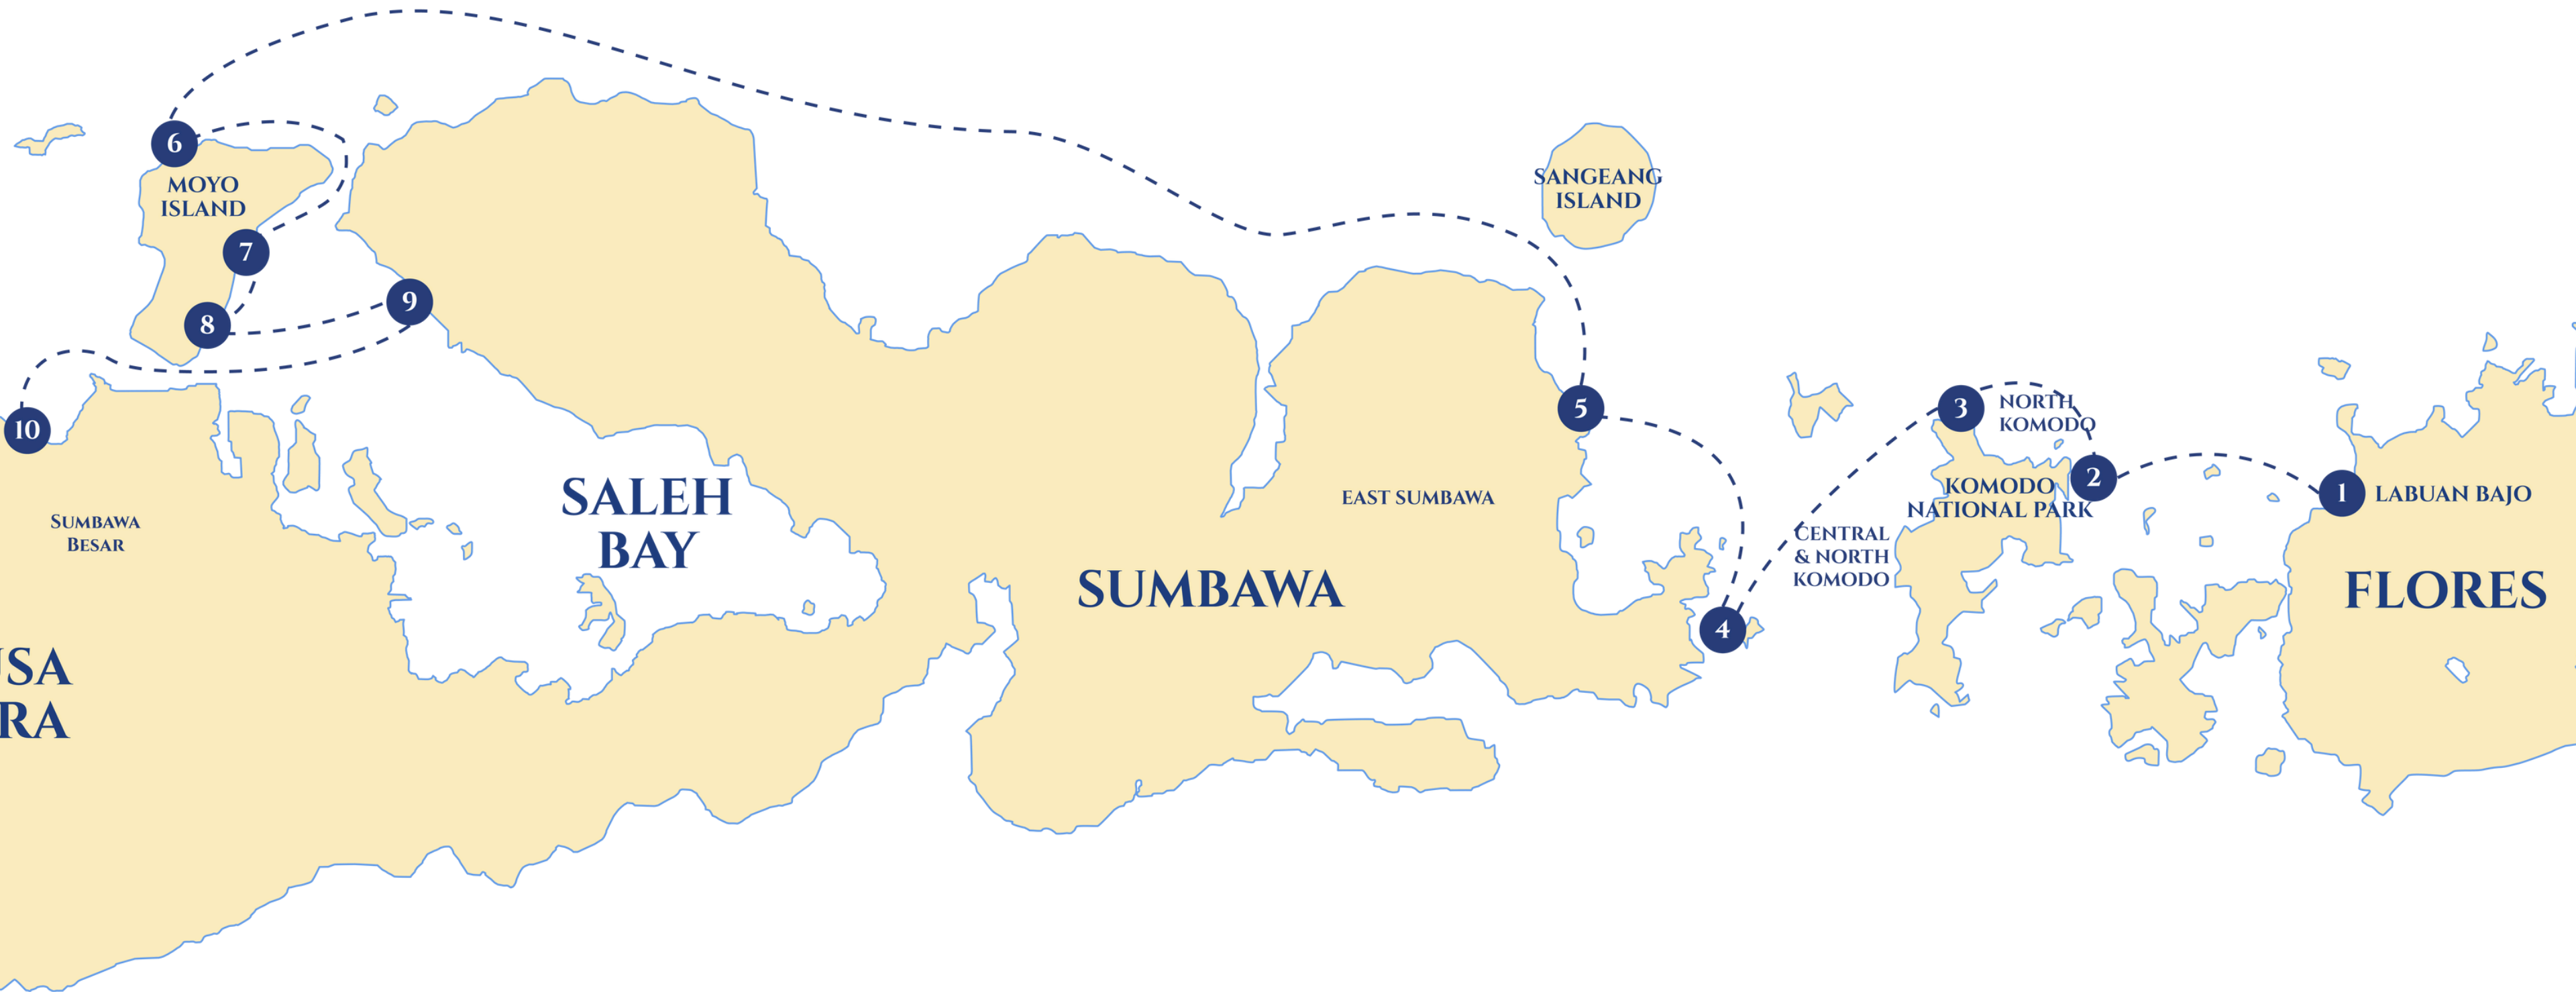 6
MOYO
ISLAND
7
8
9
10
SUMBAWA
BESAR
SALEH
BAY
SUMBAWA
EAST SUMBAWA
SANGEANG
ISLAND
5
4
CENTRAL
& NORTH
KOMODO
3
NORTH
KOMODO
2
KOMODO
NATIONAL PARK
1
LABUAN BAJO
FLORES
USA
RA